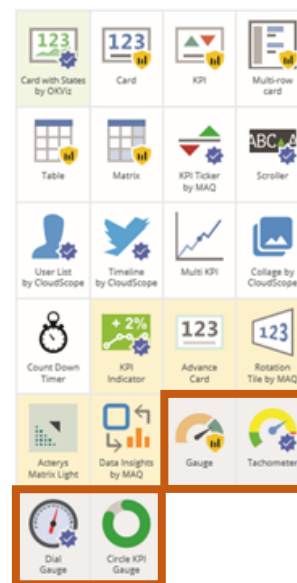 123
123
Card with States
by OKViz
Card
KPI
Multi-row
card
ABC
Table
Matrix
KPI Ticker
by MAQ
Scroller
User List
by CloudScope
Timeline
by CloudScope
Multi KPI
Collage by
CloudScope
+ 2%
123
123
Count Down
Timer
KPI
Indicator
Advance
Card
Rotation
Tile by MAQ
Acterys
Matrix Light
Data Insights
by MAQ
Gauge
Tachometer
Dial
Gauge
Circle KPI
Gauge